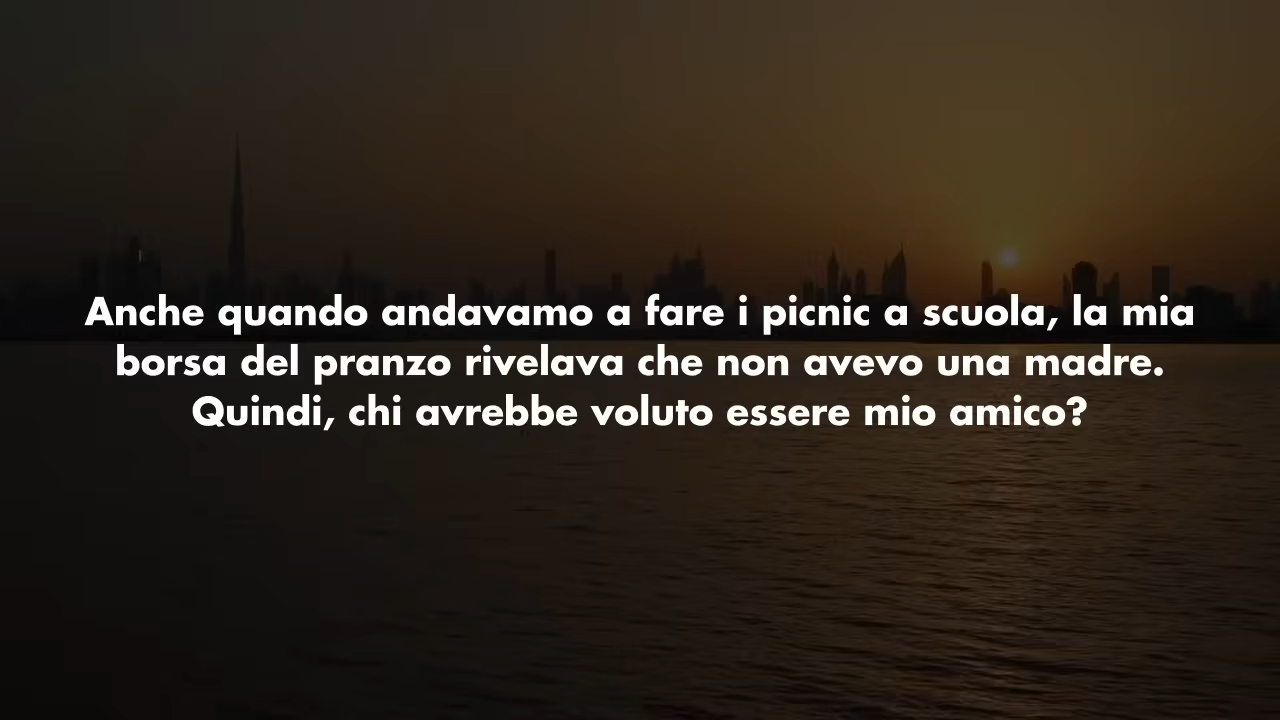 Anche quando andavamo a fare i picnic a scuola, la mia
borsa del pranzo rivelava che non avevo una madre.
Quindi, chi avrebbe voluto essere mio amico?